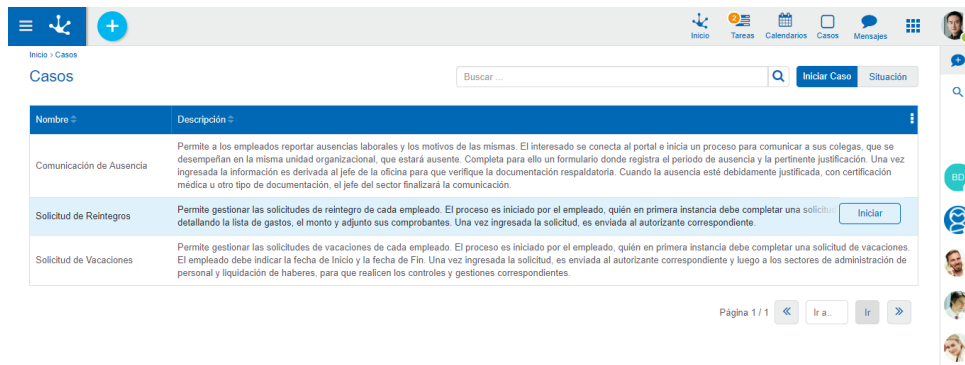 2
Inicio
Tareas
Calendarios
Casos
Mensajes
Inicio > Casos
Casos
Buscar ...
Iniciar Caso
Situación
Nombre
Descripción
Comunicación de Ausencia
Permite a los empleados reportar ausencias laborales y los motivos de las mismas. El interesado se conecta al portal e inicia un proceso para comunicar a sus colegas, que se
desempeñan en la misma unidad organizacional, que estará ausente. Completa para ello un formulario donde registra el periodo de ausencia y la pertinente justificación. Una vez
ingresada la información es derivada al jefe de la oficina para que verifique la documentación respaldatoria. Cuando la ausencia esté debidamente justificada, con certificación
médica u otro tipo de documentación, el jefe del sector finalizará la comunicación.
Solicitud de Reintegros
Permite gestionar las solicitudes de reintegro de cada empleado. El proceso es iniciado por el empleado, quién en primera instancia debe completar una
detallando la lista de gastos, el monto y adjunto sus comprobantes. Una vez ingresada la solicitud, es enviada al autorizante correspondiente.
Iniciar
Solicitud de Vacaciones
Permite gestionar las solicitudes de vacaciones de cada empleado. El proceso es iniciado por el empleado, quién en primera instancia debe completar una solicitud de vacaciones.
El empleado debe indicar la fecha de Inicio y la fecha de Fin. Una vez ingresada la solicitud, es enviada al autorizante correspondiente y luego a los sectores de administración de
personal y liquidación de haberes, para que realicen los controles y gestiones correspondientes.
Página 1 / 1
Ir a..
Ir
BD